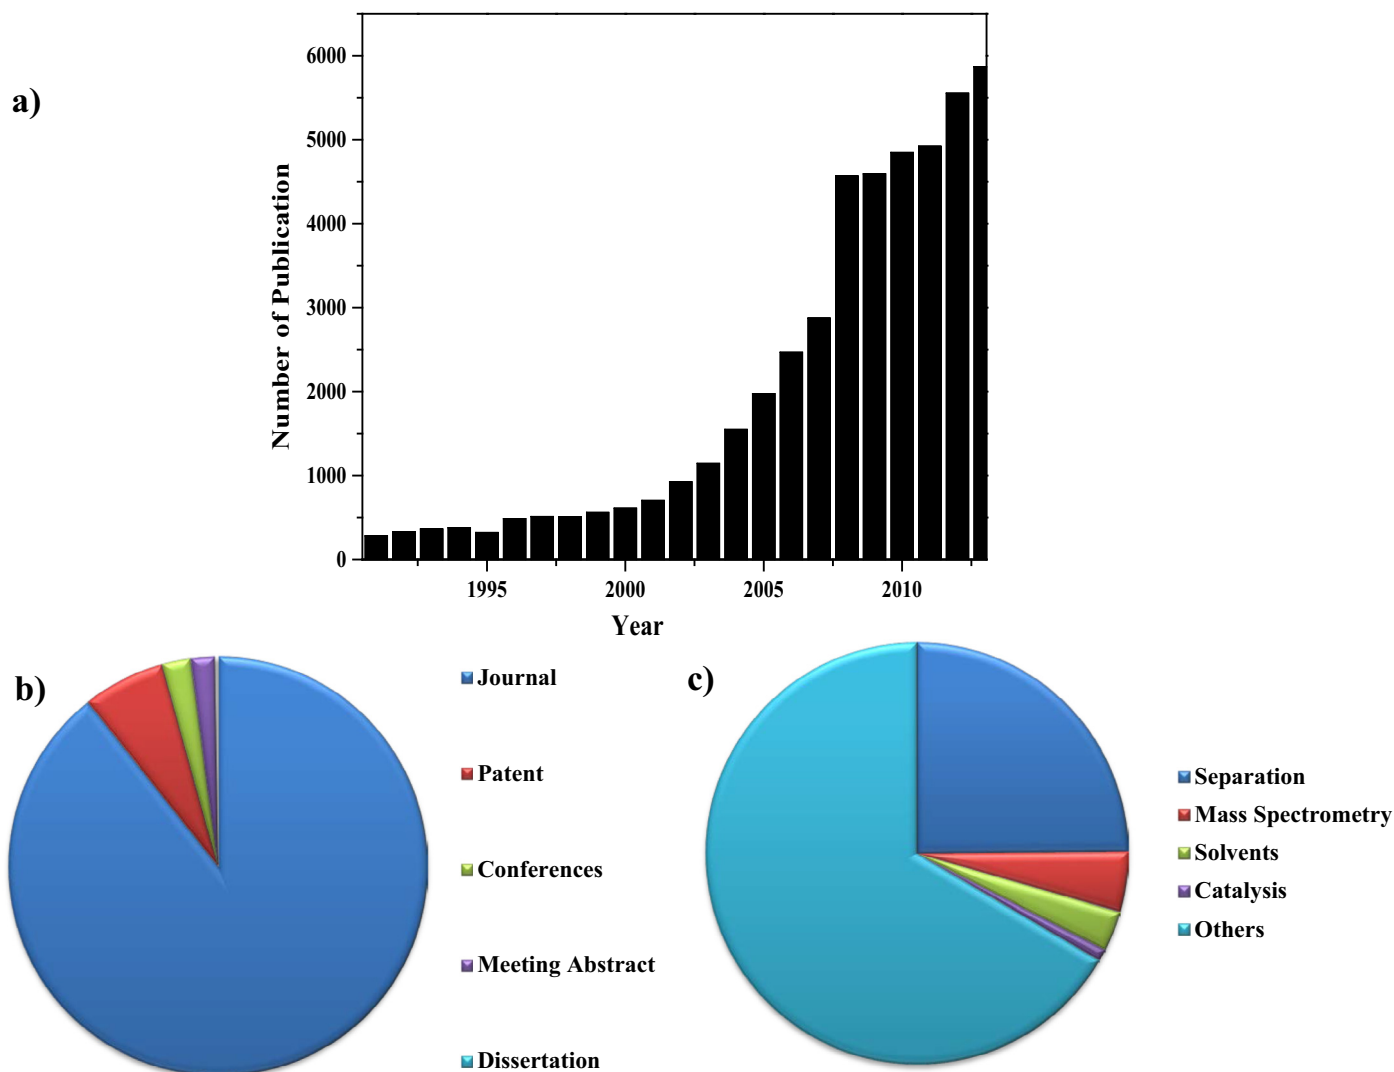 a)
Number of Publication
6000
5000
4000
3000
2000
1000
0
1995
2000
2005
2010
Year
b)
Journal
Patent
Conferences
Meeting Abstract
Dissertation
c)
Separation
Mass Spectrometry
Solvents
Catalysis
Others